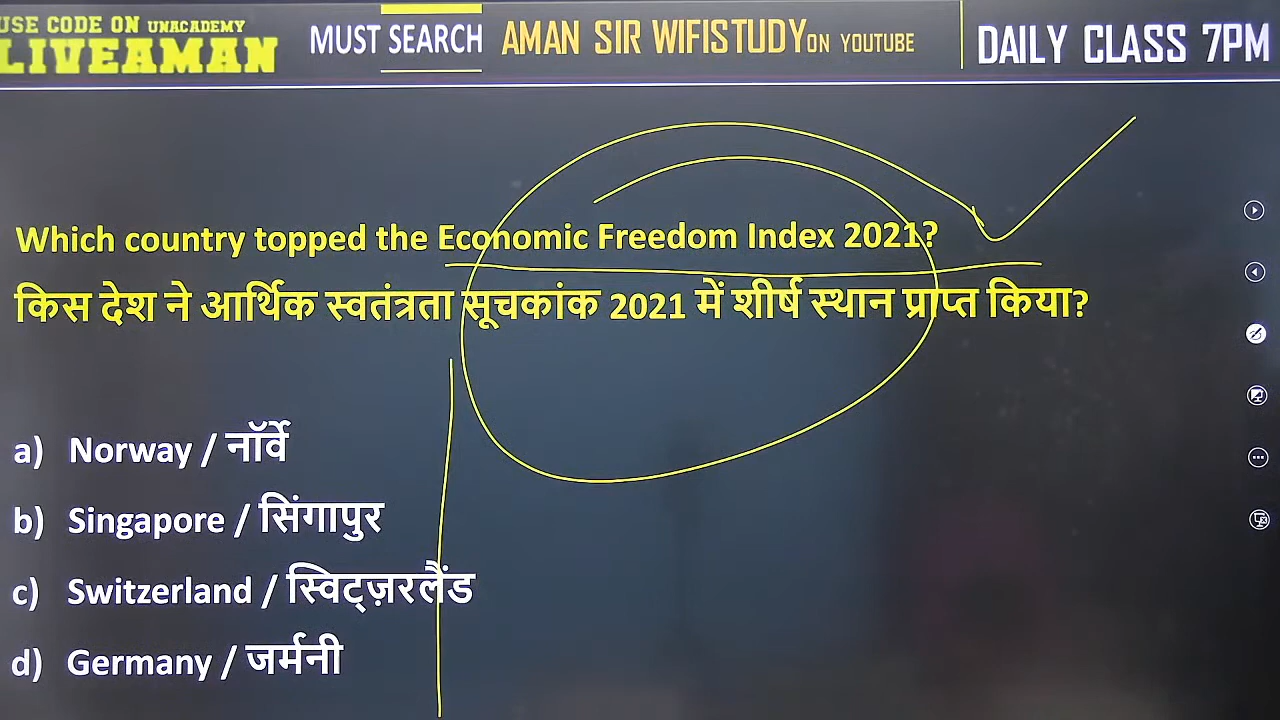 USE CODE ON UNACADEMY
LIVEAMAN
MUST SEARCH AMAN SIR WIFISTUDY ON YOUTUBE
DAILY CLASS 7PM
Which country topped the Economic Freedom Index 2021?
किस देश ने आर्थिक स्वतंत्रता सूचकांक 2021 में शीर्ष स्थान प्राप्त किया?
a) Norway / नॉर्वे
b) Singapore / सिंगापुर
c) Switzerland / स्विट्ज़रलैंड
d) Germany / जर्मनी